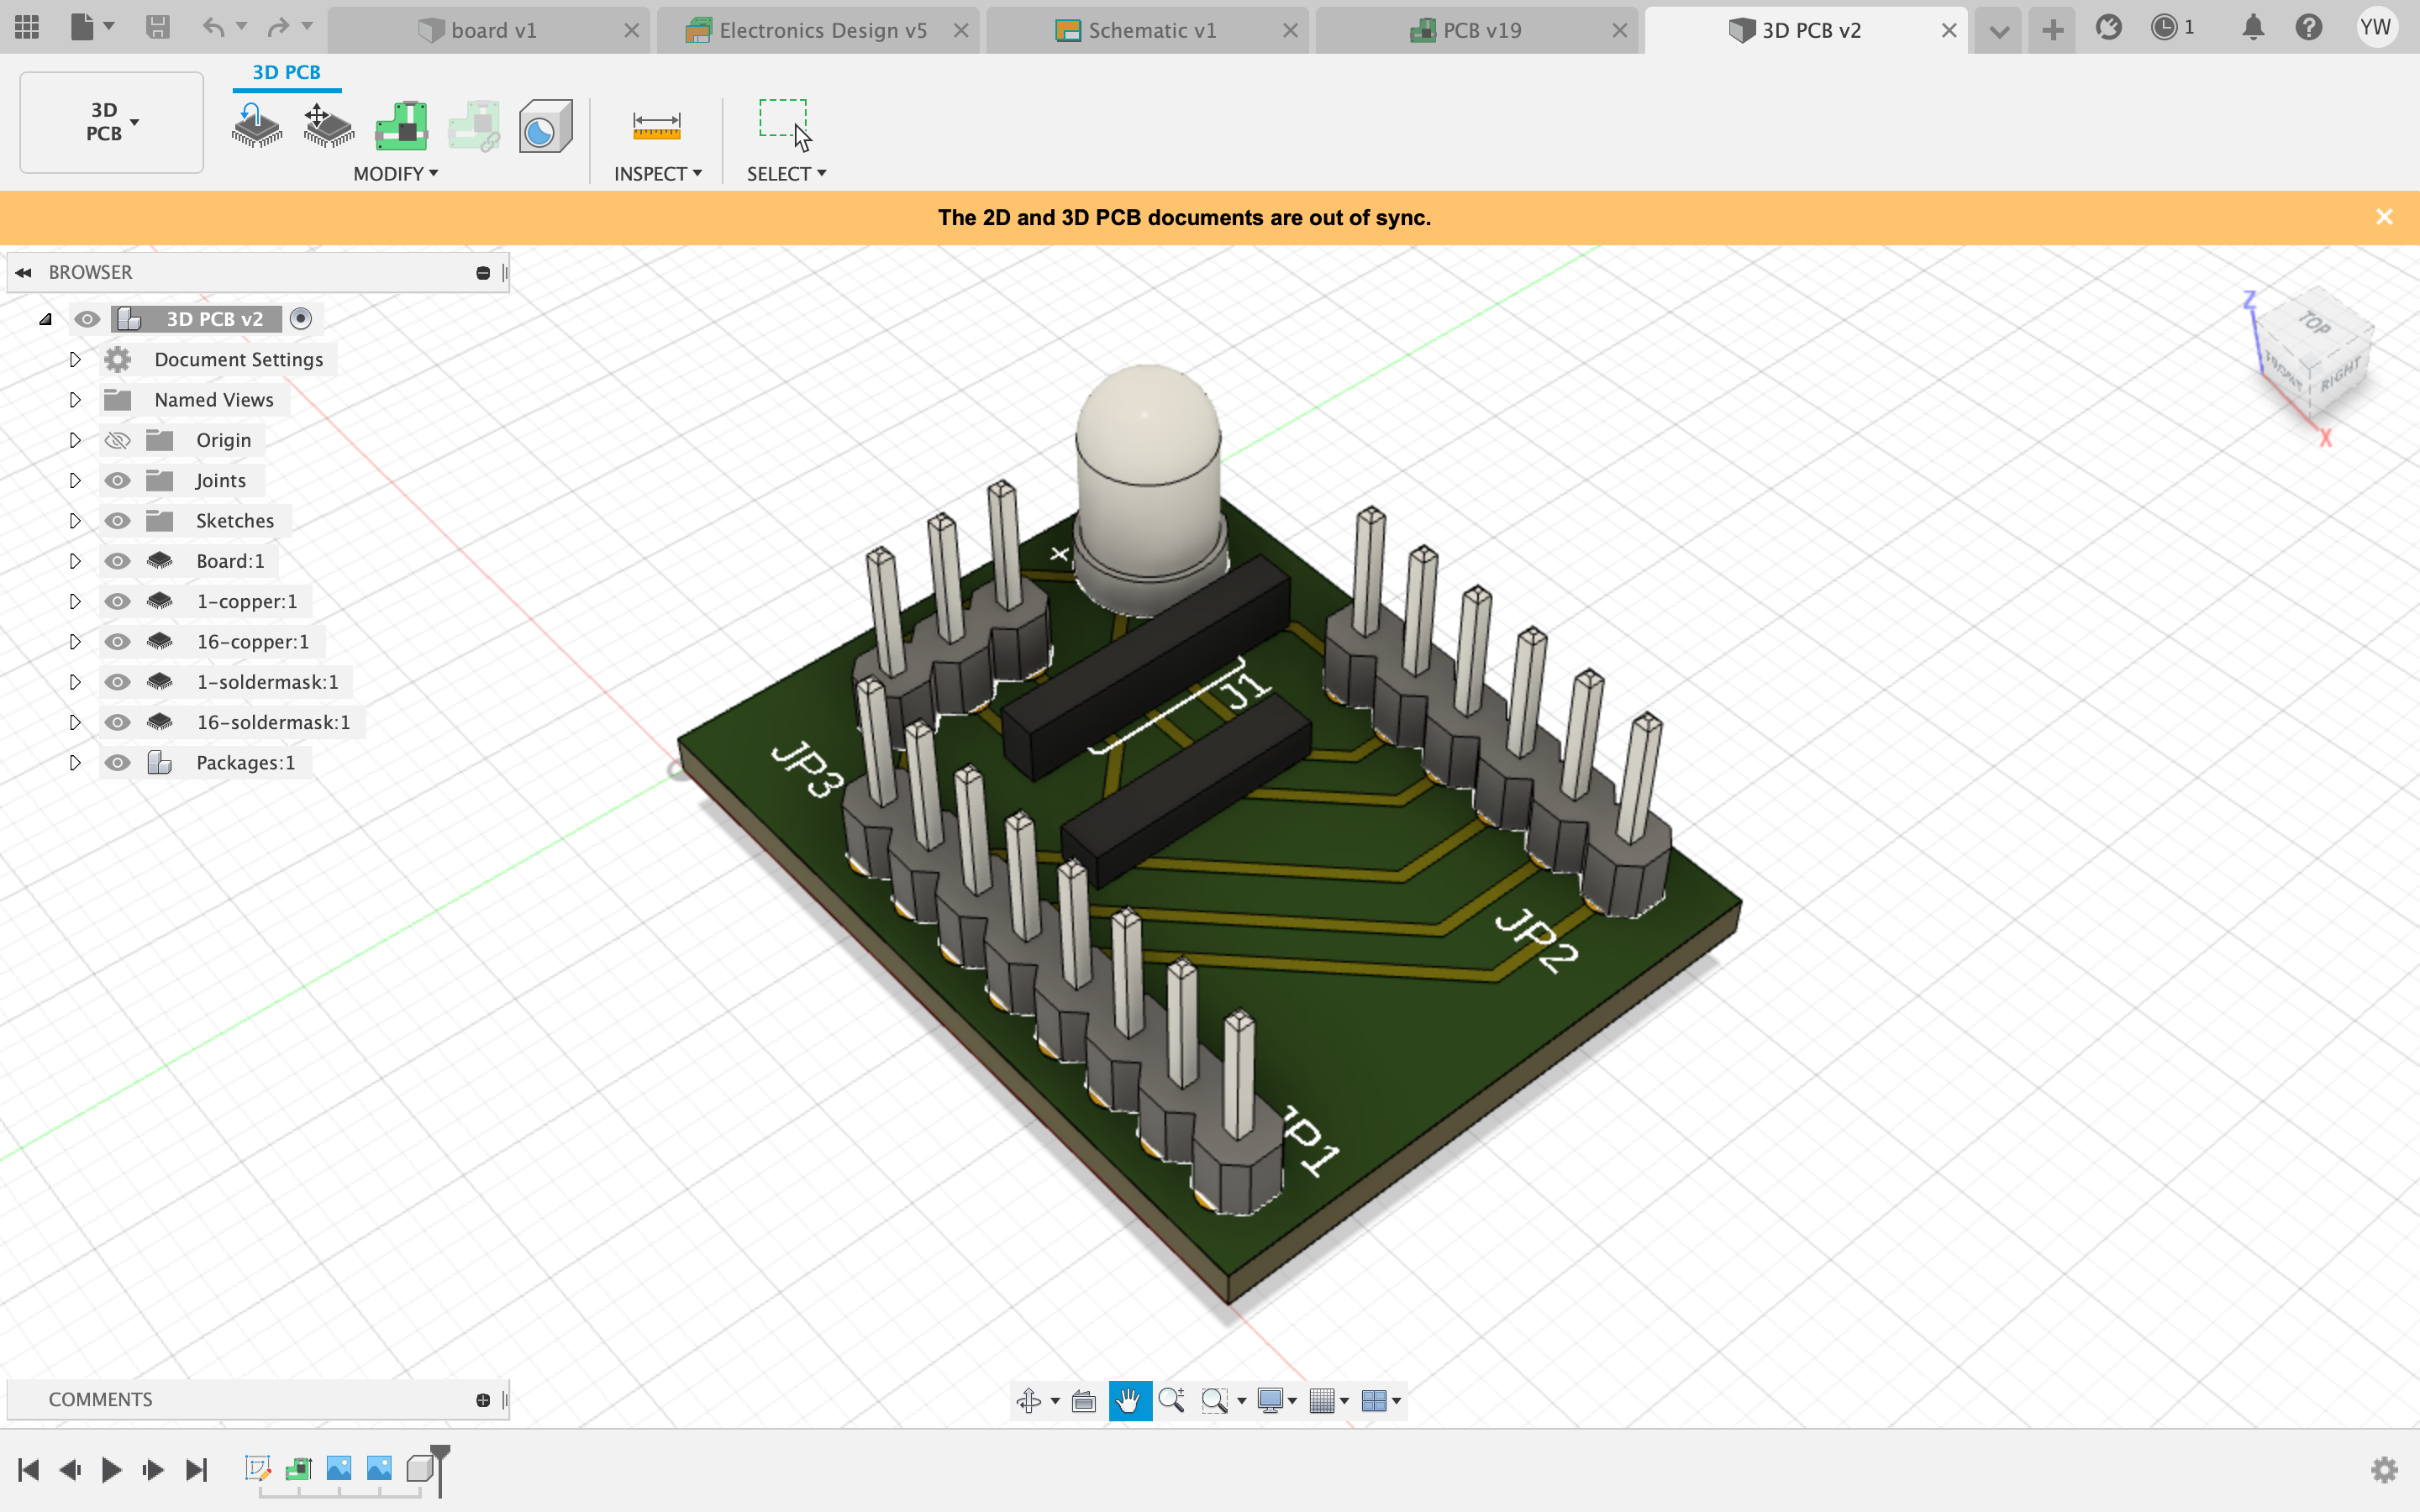 board v1
Electronics Design v5
Schematic v1
PCB v19
3D PCB v2
1
YW
3D PCB
3D
PCB
MODIFY
INSPECT
SELECT
The 2D and 3D PCB documents are out of sync.
BROWSER
3D PCB v2
Document Settings
Named Views
Origin
Joints
Sketches
Board:1
1-copper:1
16-copper:1
1-soldermask:1
16-soldermask:1
Packages:1
Z
TOP
FRONT
RIGHT
X
J1
JP3
JP2
JP1
COMMENTS